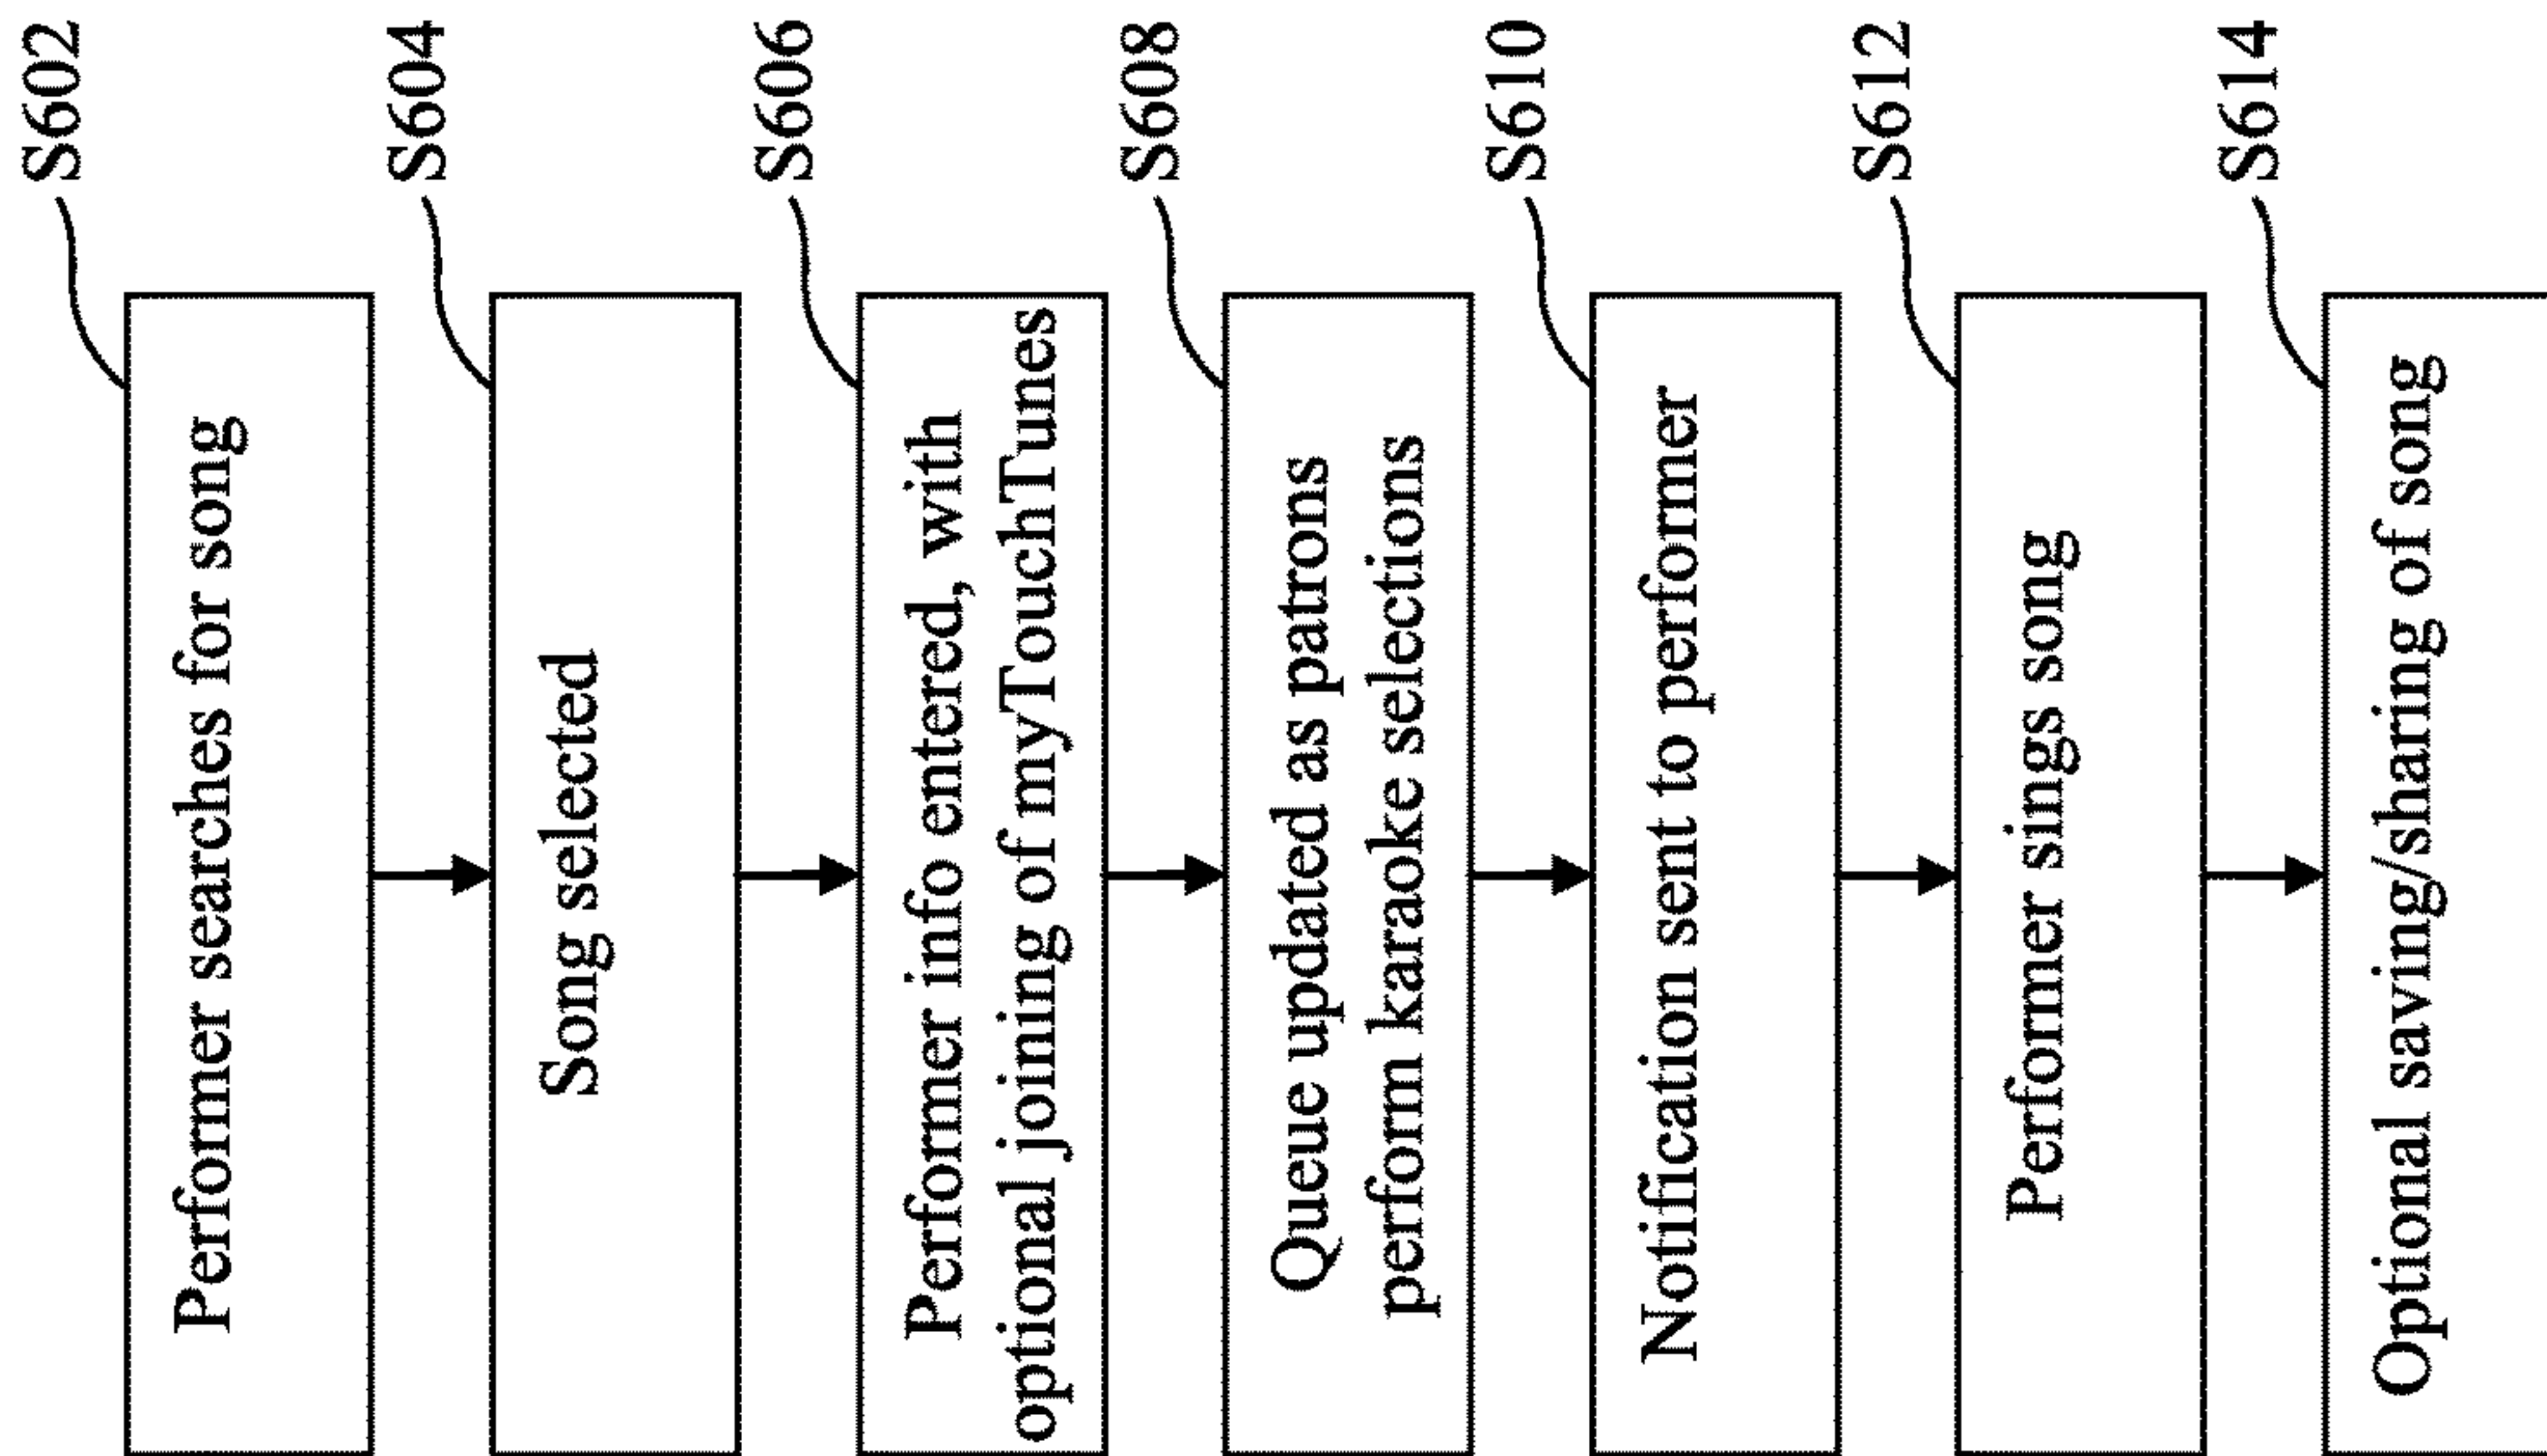 S602
Performer searches for song
S604
Song selected
S606
Performer info entered, with
optional joining of myTouchTunes
S608
Queue updated as patrons
perform karaoke selections
S610
Notification sent to performer
S612
Performer sings song
S614
Optional saving/sharing of song